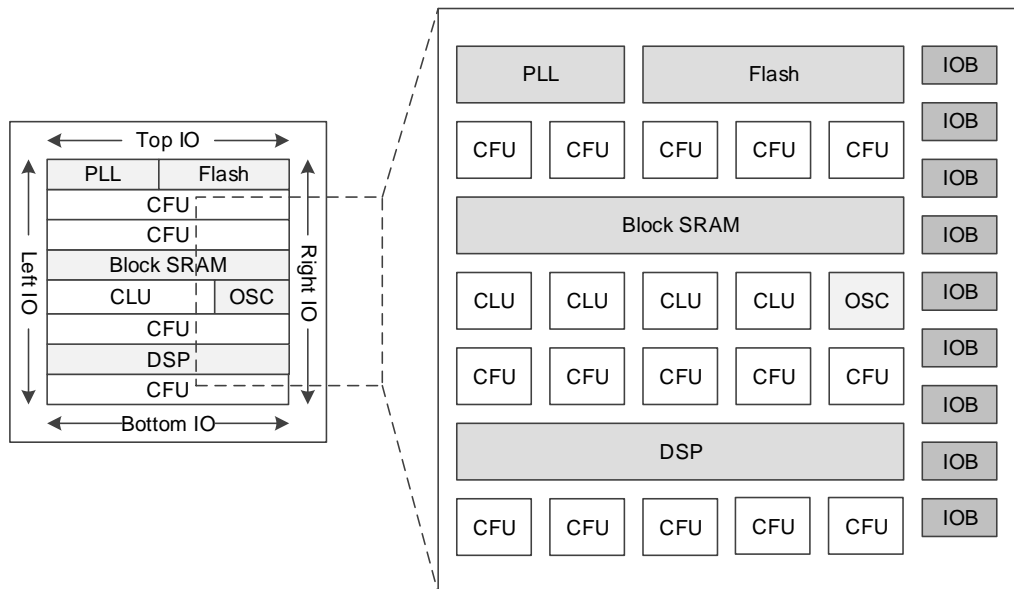 Top IO
PLL Flash
CFU
CFU
Block SRAM
CLU OSC
CFU
DSP
CFU
Bottom IO
Left IO
Right IO
PLL Flash IOB
IOB
CFU CFU CFU CFU CFU
IOB
Block SRAM IOB
CLU CLU CLU CLU OSC IOB
IOB
CFU CFU CFU CFU CFU
IOB
DSP IOB
CFU CFU CFU CFU CFU IOB